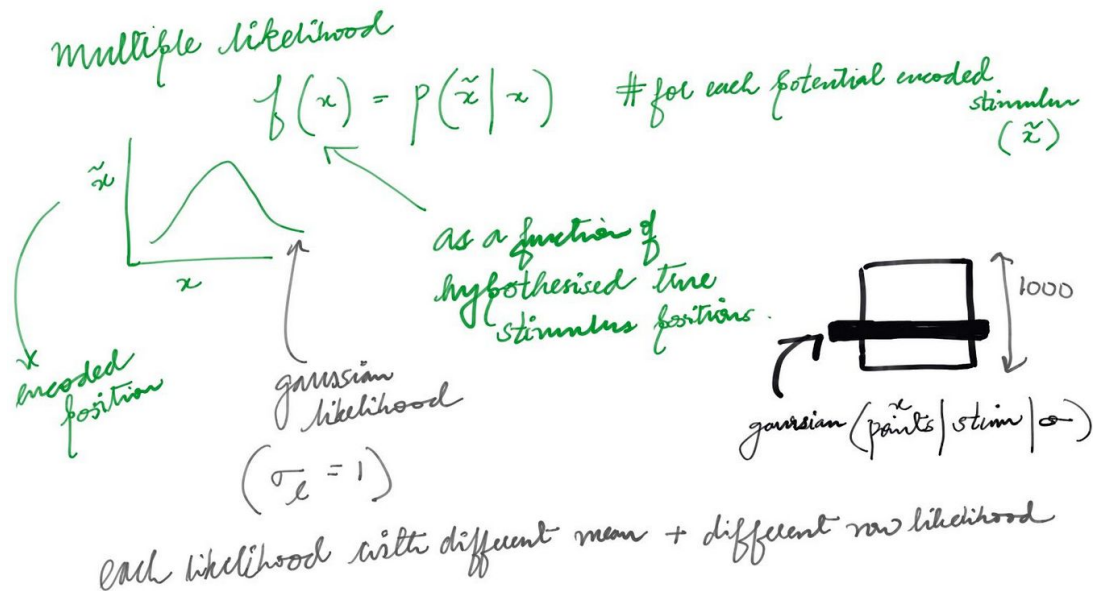 multiple likelihood
f(x) = p(x̃|x) # for each potential encoded stimulus (x̃)
x̃
x
as a function of
hypothesised true
stimulus positions.
encoded
position
gaussian
likelihood
(σ_l = 1)
1000
x̃
gaussian (points | stim | σ)
each likelihood with different mean + different row likelihood